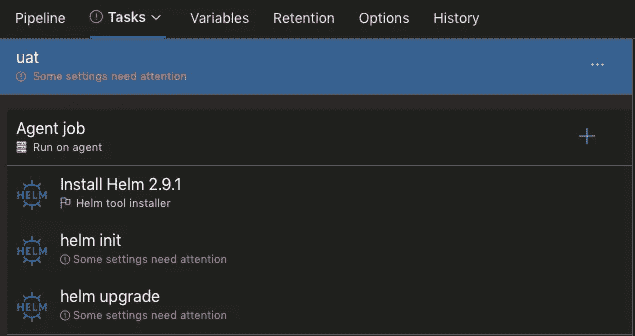 Pipeline Tasks Variables Retention Options History
uat
Some settings need attention
Agent job
Run on agent
HELM Install Helm 2.9.1
Helm tool installer
HELM helm init
Some settings need attention
HELM helm upgrade
Some settings need attention